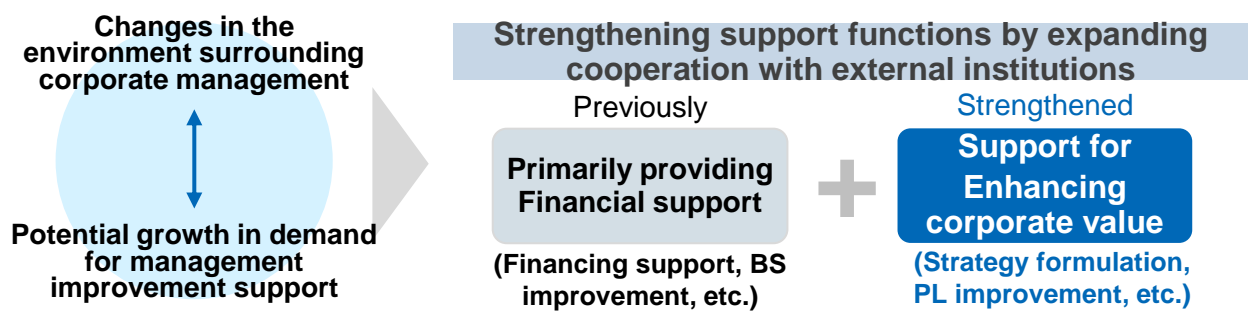 Changes in the
environment surrounding
corporate management
Potential growth in demand
for management
improvement support
Strengthening support functions by expanding
cooperation with external institutions
Previously
Primarily providing
Financial support
(Financing support, BS
improvement, etc.)
Strengthened
Support for
Enhancing
corporate value
(Strategy formulation,
PL improvement, etc.)